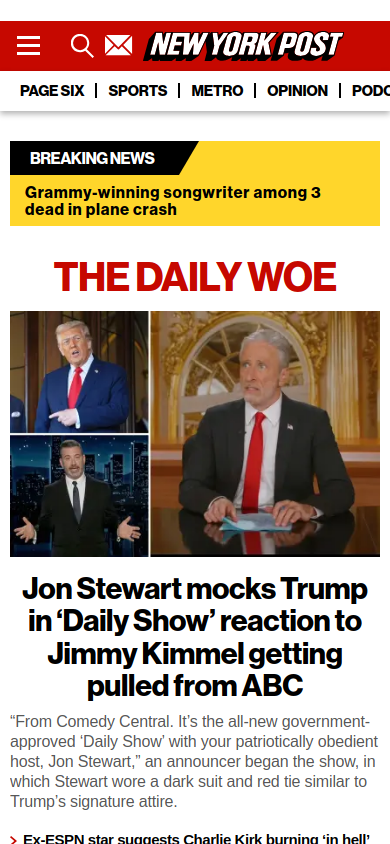 NEW YORK POST
PAGE SIX
SPORTS
METRO
OPINION
PODC
BREAKING NEWS
Grammy-winning songwriter among 3
dead in plane crash
THE DAILY WOE
Jon Stewart mocks Trump
in ‘Daily Show’ reaction to
Jimmy Kimmel getting
pulled from ABC
“From Comedy Central. It’s the all-new government-
approved ‘Daily Show’ with your patriotically obedient
host, Jon Stewart,” an announcer began the show, in
which Stewart wore a dark suit and red tie similar to
Trump’s signature attire.
Ex-ESPN star suggests Charlie Kirk burning ‘in hell’